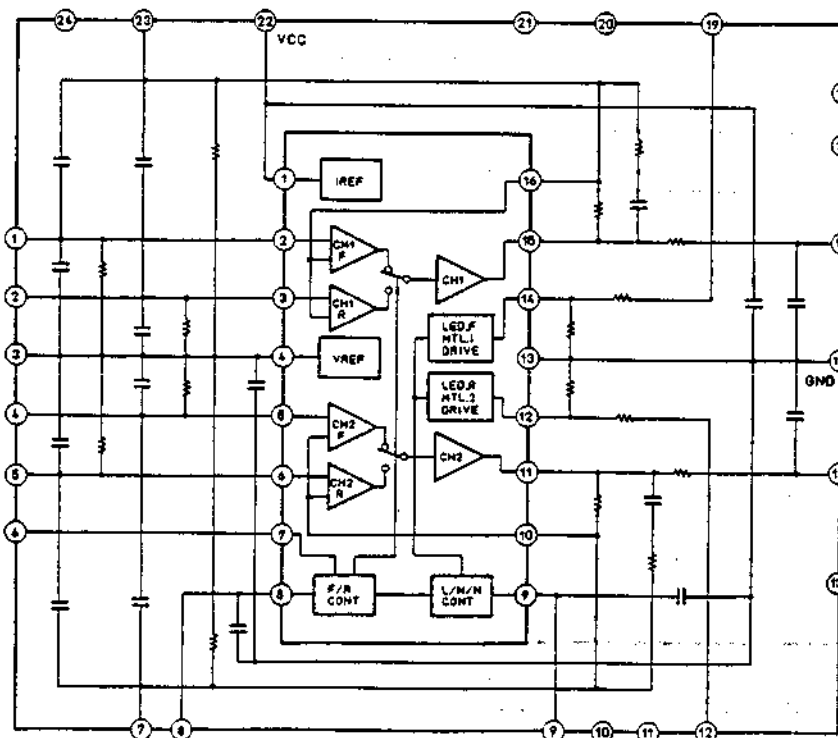 24 23 22 21 20 19
VCC
1 IREF 16
1 2 CH1 F CH1 15
2 3 CH1 R LED.F MTL.1 DRIVE 14
3 4 VREF 13
GND
LED.R MTL.2 DRIVE 12
4 5 CH2 F CH2 11
5 6 CH2 R
6 7 10
8 F/R CONT L/M/N CONT 9
7 8 9 10 11 12